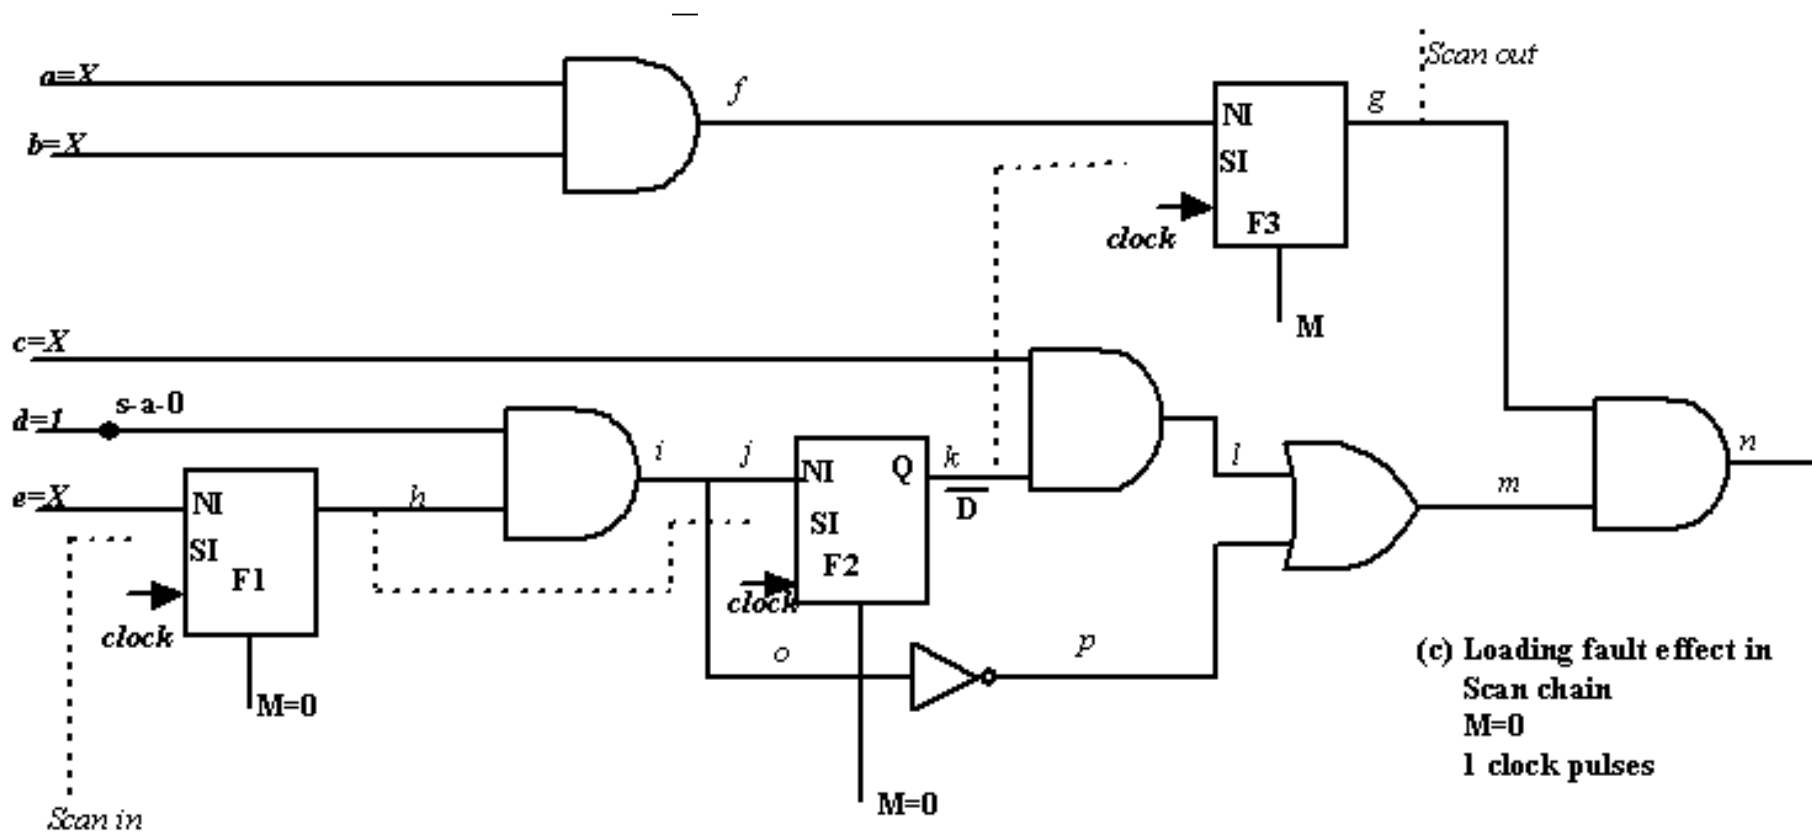 Scan out
a=X
f
g
NI
b=X
SI
F3
clock
M
c=X
s-a-0
d=1
i
j
k
l
n
NI
Q
m
e=X
h
NI
D
SI
SI
F2
F1
clock
clock
o
p
(c) Loading fault effect in
Scan chain
M=0
1 clock pulses
M=0
M=0
Scan in